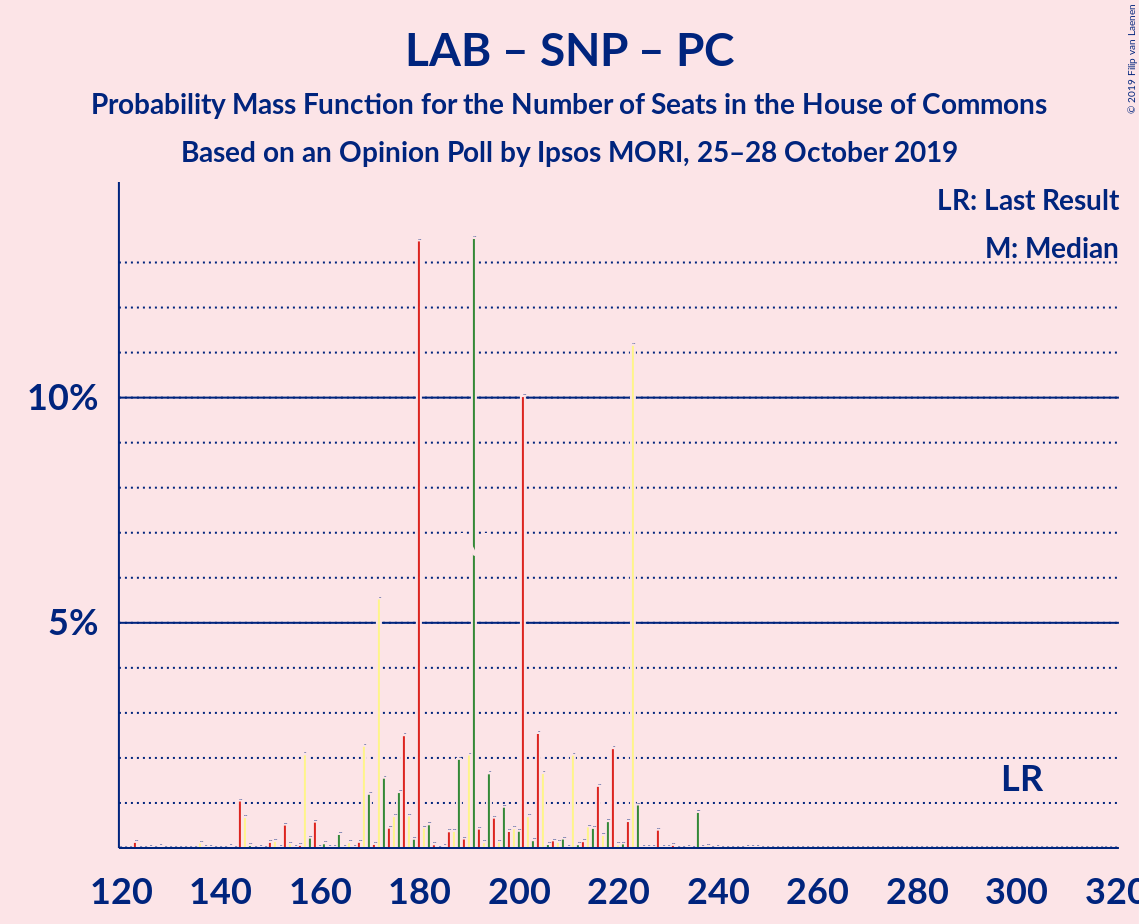 LAB – SNP – PC
Probability Mass Function for the Number of Seats in the House of Commons
Based on an Opinion Poll by Ipsos MORI, 25–28 October 2019
© 2019 Filip van Laenen
LR: Last Result
M: Median
10%
5%
LR
120 140 160 180 200 220 240 260 280 300 320